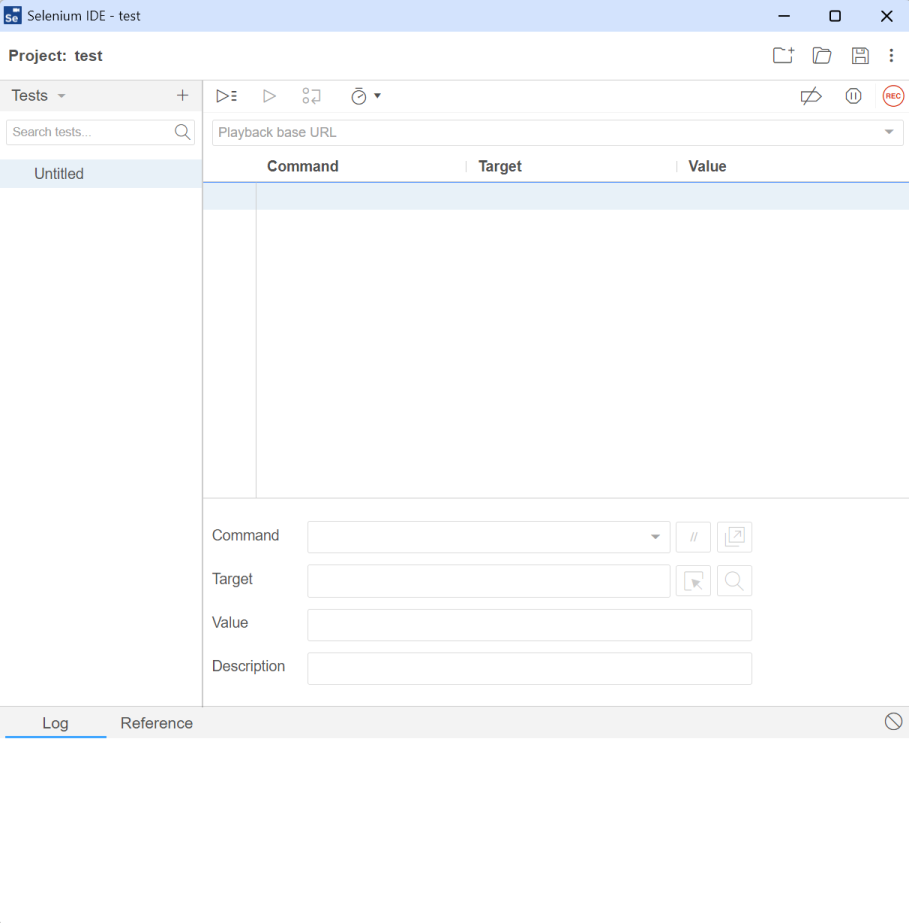 Se Selenium IDE - test
Project: test
Tests
Search tests...
Untitled
REC
Playback base URL
Command Target Value
Command //
Target
Value
Description
Log Reference